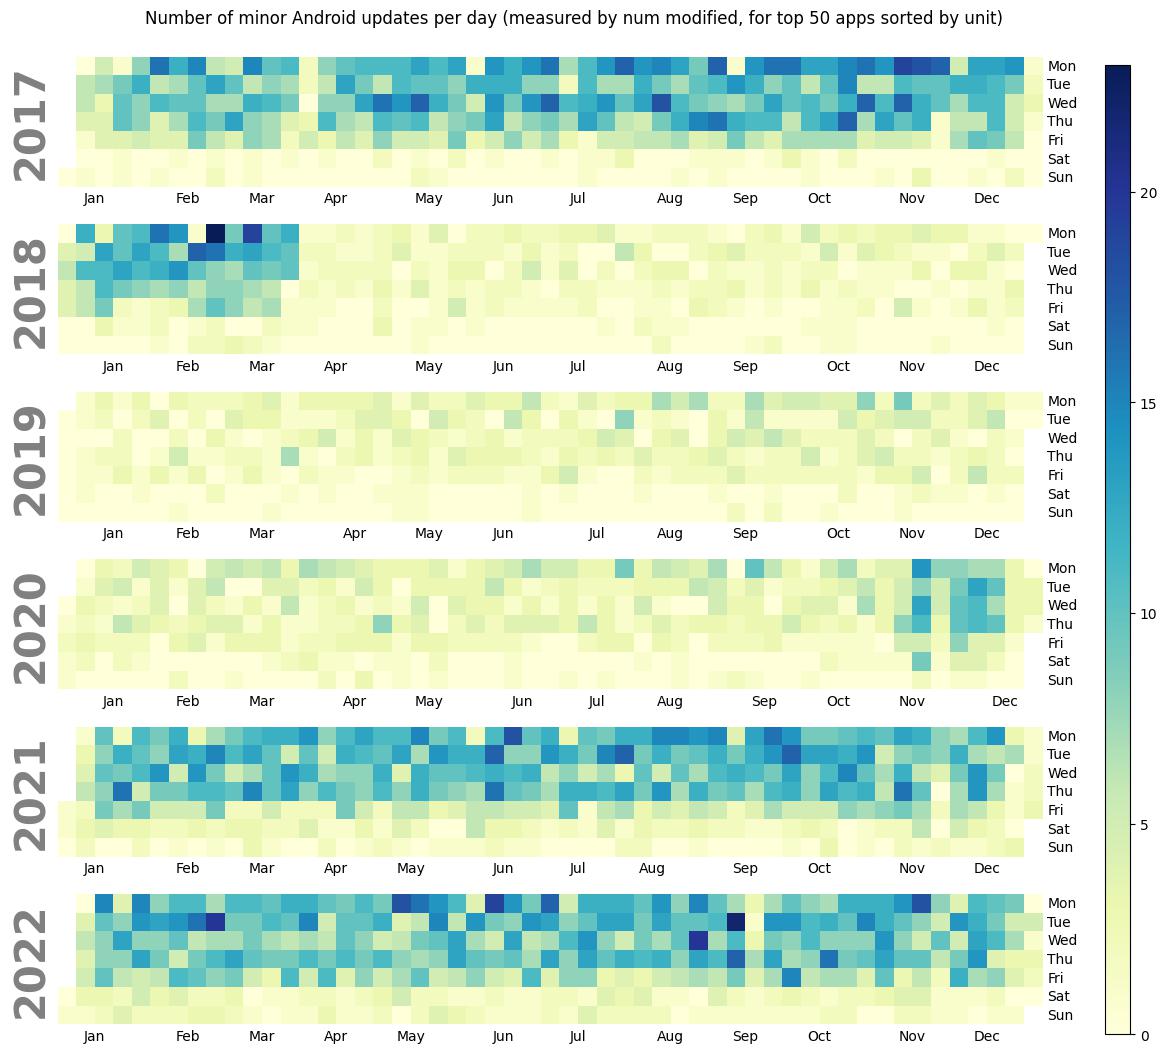 Number of minor Android updates per day (measured by num modified, for top 50 apps sorted by unit)
2017
Mon
Tue
Wed
Thu
Fri
Sat
Sun
Jan Feb Mar Apr May Jun Jul Aug Sep Oct Nov Dec
2018
Mon
Tue
Wed
Thu
Fri
Sat
Sun
Jan Feb Mar Apr May Jun Jul Aug Sep Oct Nov Dec
2019
Mon
Tue
Wed
Thu
Fri
Sat
Sun
Jan Feb Mar Apr May Jun Jul Aug Sep Oct Nov Dec
2020
Mon
Tue
Wed
Thu
Fri
Sat
Sun
Jan Feb Mar Apr May Jun Jul Aug Sep Oct Nov Dec
2021
Mon
Tue
Wed
Thu
Fri
Sat
Sun
Jan Feb Mar Apr May Jun Jul Aug Sep Oct Nov Dec
2022
Mon
Tue
Wed
Thu
Fri
Sat
Sun
Jan Feb Mar Apr May Jun Jul Aug Sep Oct Nov Dec
20
15
10
5
0